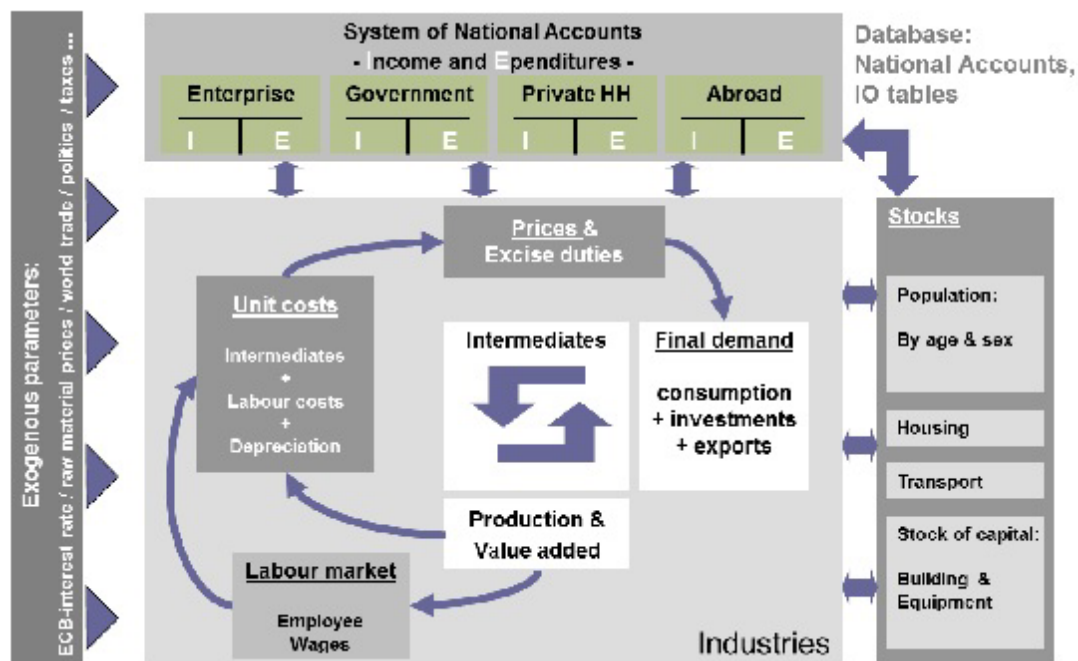 Exogenous parameters:
ECB-interest rate / raw material prices / world trade / politics / taxes ...
System of National Accounts
- Income and Ependitures -
Enterprise
I E
Government
I E
Private HH
I E
Abroad
I E
Database:
National Accounts,
IO tables
Prices &
Excise duties
Unit costs
Intermediates
+
Labour costs
+
Depreciation
Intermediates
Final demand
consumption
+ investments
+ exports
Production &
Value added
Labour market
Employee
Wages
Industries
Stocks
Population:
By age & sex
Housing
Transport
Stock of capital:
Building &
Equipment